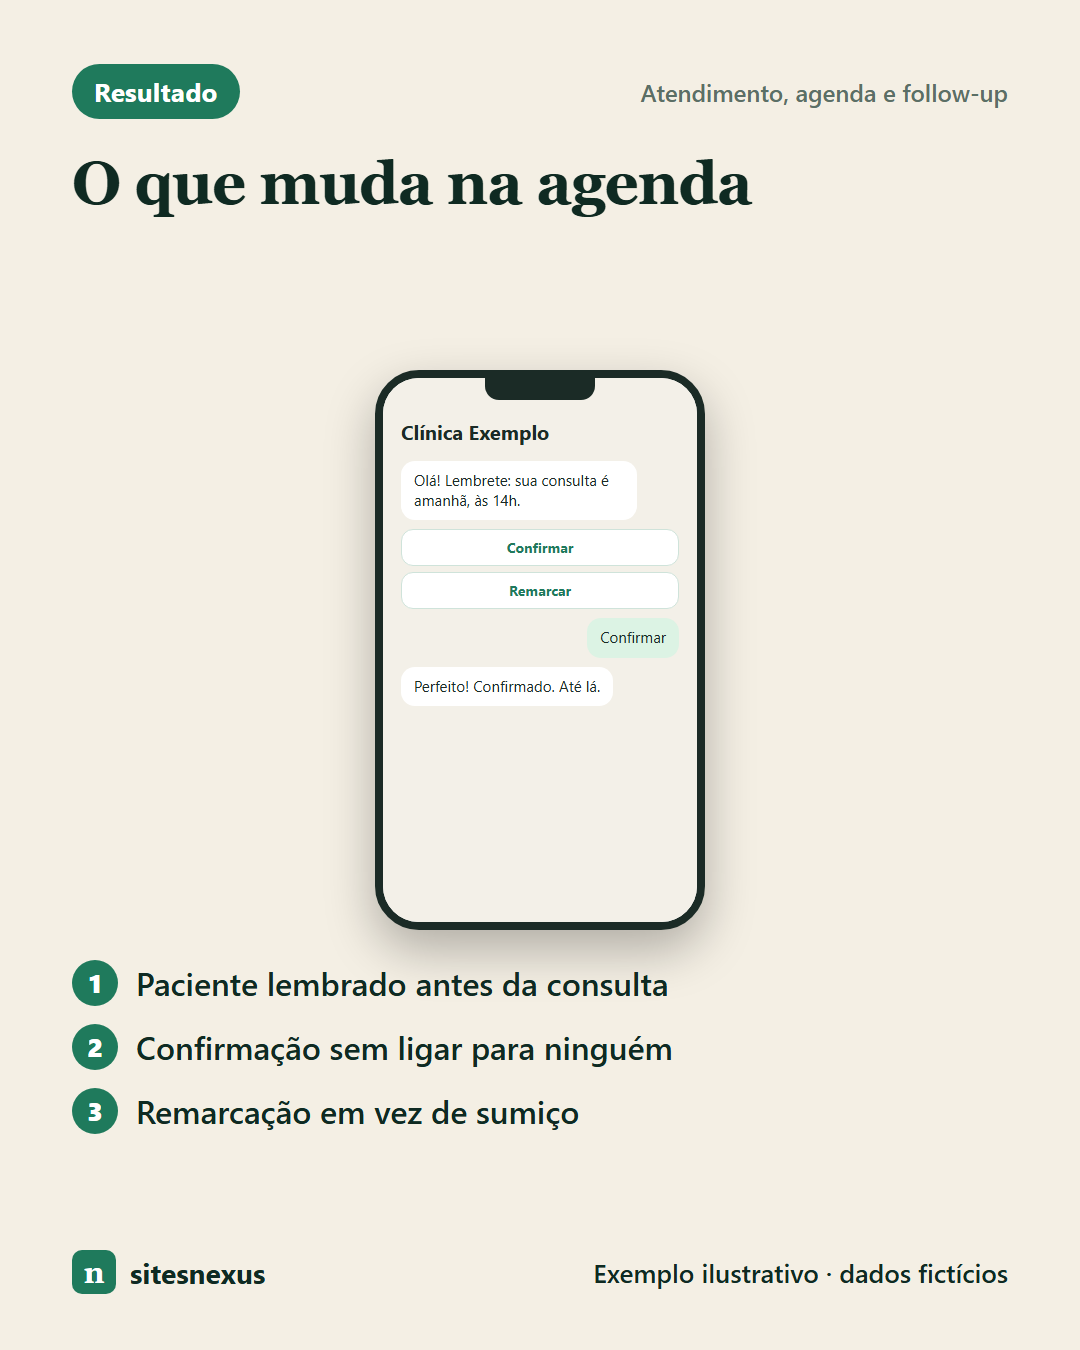 Resultado
Atendimento, agenda e follow-up
O que muda na agenda
Clínica Exemplo
Olá! Lembrete: sua consulta é
amanhã, às 14h.
Confirmar
Remarcar
Confirmar
Perfeito! Confirmado. Até lá.
1 Paciente lembrado antes da consulta
2 Confirmação sem ligar para ninguém
3 Remarcação em vez de sumiço
n sitesnexus
Exemplo ilustrativo · dados fictícios